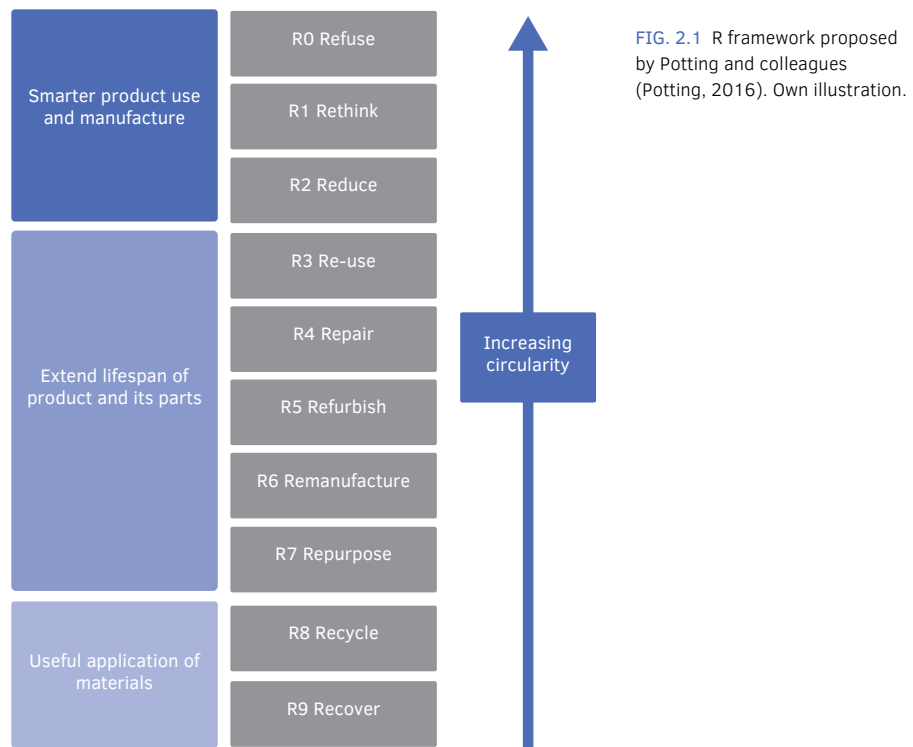 Smarter product use
and manufacture
R0 Refuse
R1 Rethink
R2 Reduce
Extend lifespan of
product and its parts
R3 Re-use
R4 Repair
R5 Refurbish
R6 Remanufacture
R7 Repurpose
Useful application of
materials
R8 Recycle
R9 Recover
Increasing
circularity
FIG. 2.1 R framework proposed
by Potting and colleagues
(Potting, 2016). Own illustration.